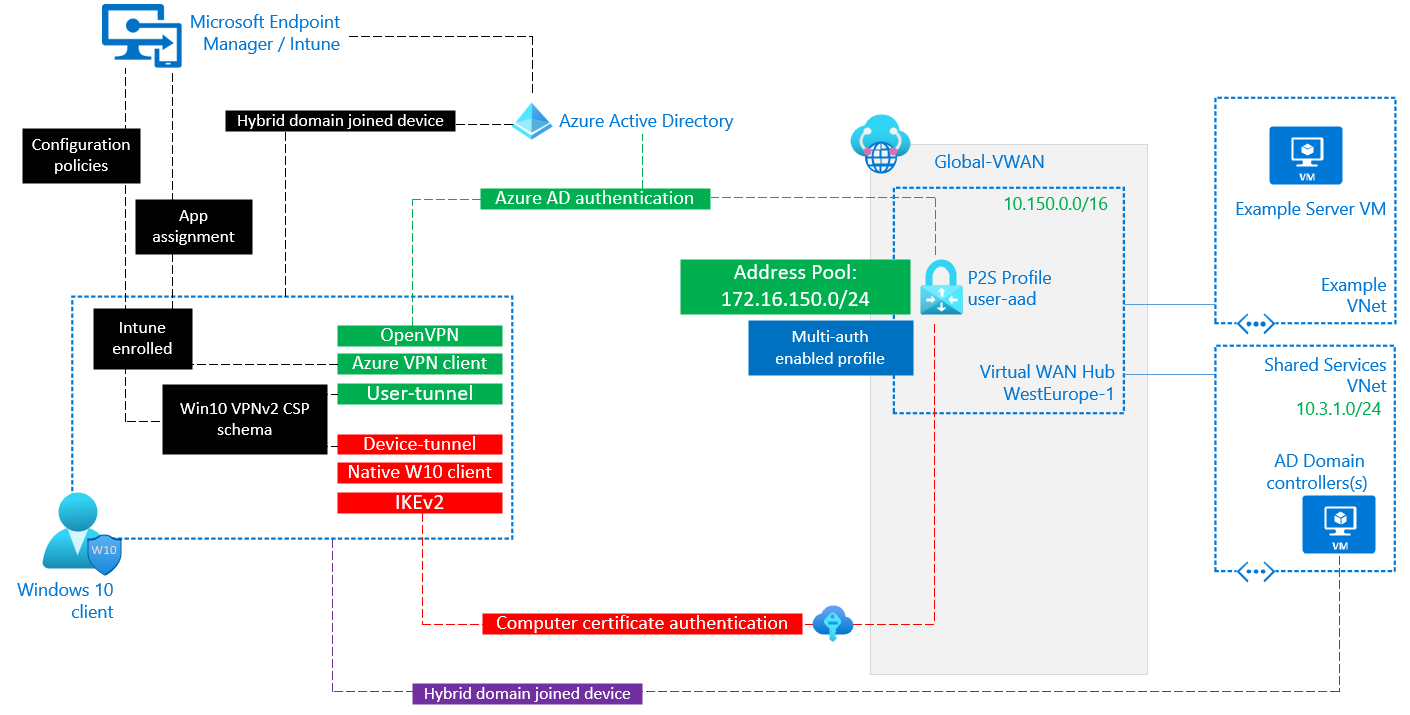 Microsoft Endpoint
Manager / Intune
Hybrid domain joined device
Azure Active Directory
Configuration
policies
App
assignment
Azure AD authentication
Global-VWAN
10.150.0.0/16
VM
Example Server VM
Example
VNet
Address Pool:
172.16.150.0/24
P2S Profile
user-aad
Multi-auth
enabled profile
Virtual WAN Hub
WestEurope-1
Intune
enrolled
OpenVPN
Azure VPN client
User-tunnel
Win10 VPNv2 CSP
schema
Device-tunnel
Native W10 client
IKEv2
Shared Services
VNet
10.3.1.0/24
AD Domain
controllers(s)
VM
W10
Windows 10
client
Computer certificate authentication
Hybrid domain joined device